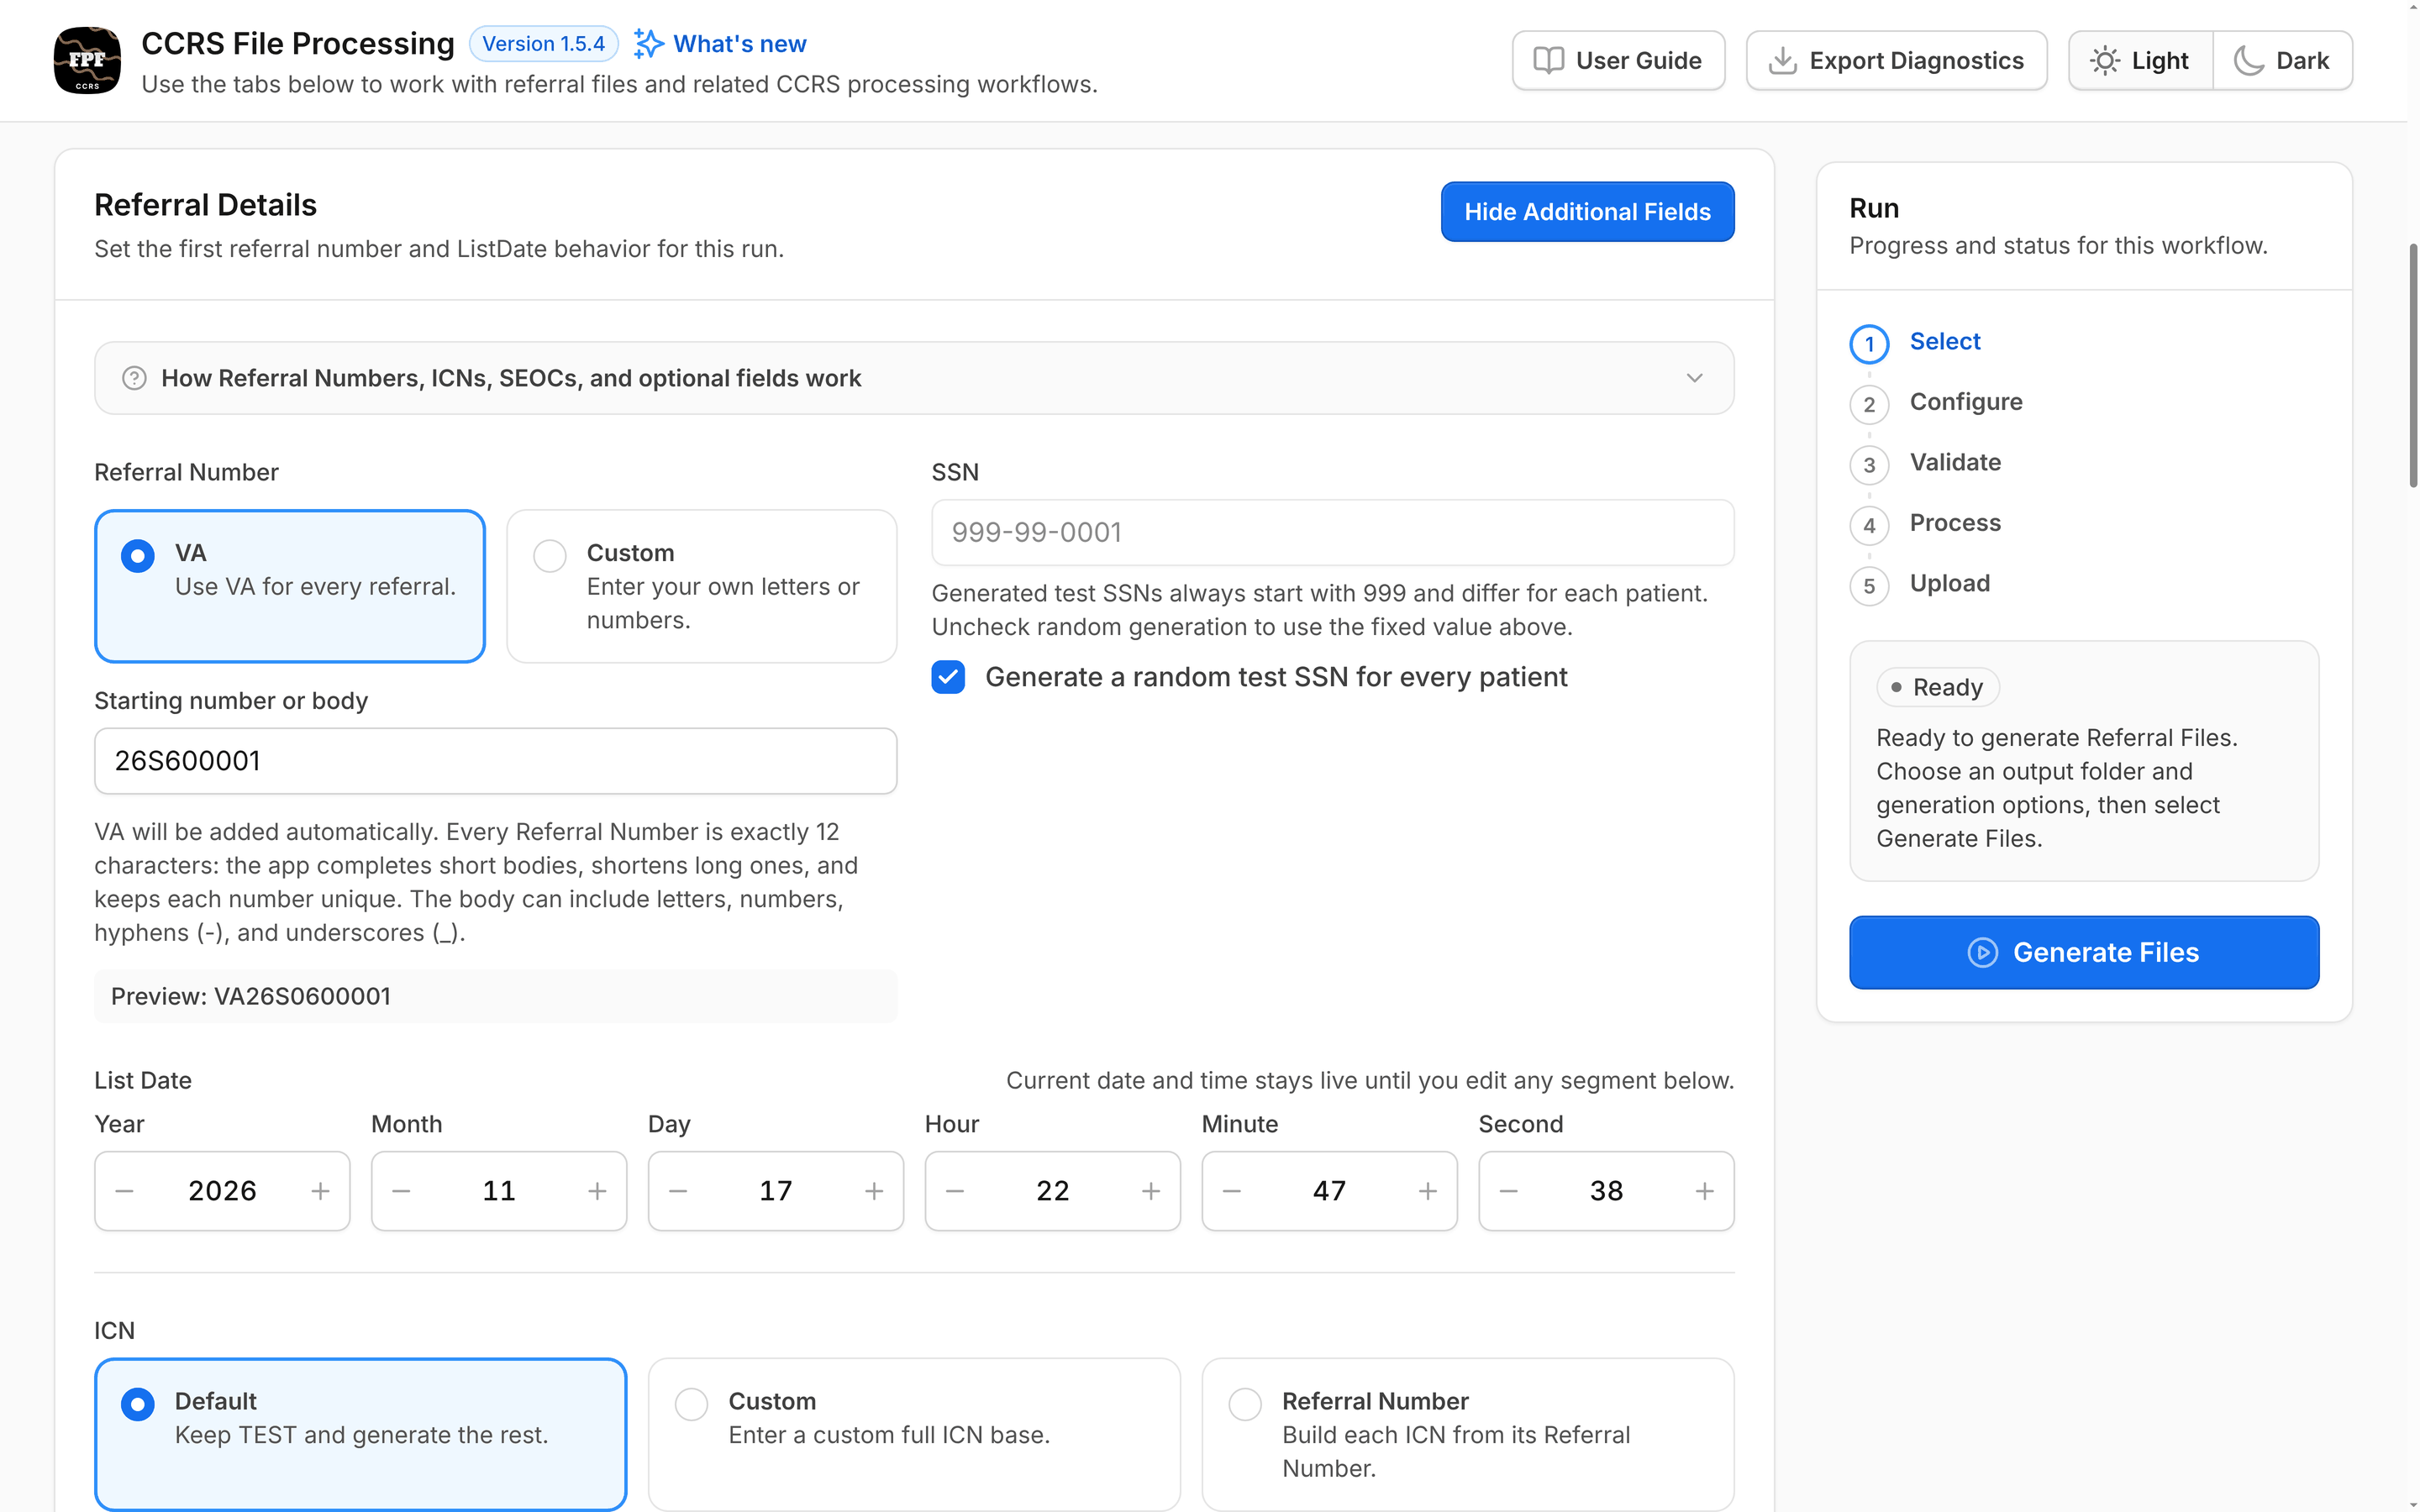 FPF
CCRS
CCRS File Processing
Version 1.5.4
What's new
Use the tabs below to work with referral files and related CCRS processing workflows.
User Guide
Export Diagnostics
Light
Dark
Referral Details
Set the first referral number and ListDate behavior for this run.
Hide Additional Fields
How Referral Numbers, ICNs, SEOCs, and optional fields work
Referral Number
VA
Use VA for every referral.
Custom
Enter your own letters or
numbers.
Starting number or body
26S600001
VA will be added automatically. Every Referral Number is exactly 12
characters: the app completes short bodies, shortens long ones, and
keeps each number unique. The body can include letters, numbers,
hyphens (-), and underscores (_).
Preview: VA26S0600001
SSN
999-99-0001
Generated test SSNs always start with 999 and differ for each patient.
Uncheck random generation to use the fixed value above.
Generate a random test SSN for every patient
List Date
Current date and time stays live until you edit any segment below.
Year
Month
Day
Hour
Minute
Second
2026
11
17
22
47
38
ICN
Default
Keep TEST and generate the rest.
Custom
Enter a custom full ICN base.
Referral Number
Build each ICN from its Referral
Number.
Run
Progress and status for this workflow.
1 Select
2 Configure
3 Validate
4 Process
5 Upload
Ready
Ready to generate Referral Files.
Choose an output folder and
generation options, then select
Generate Files.
Generate Files